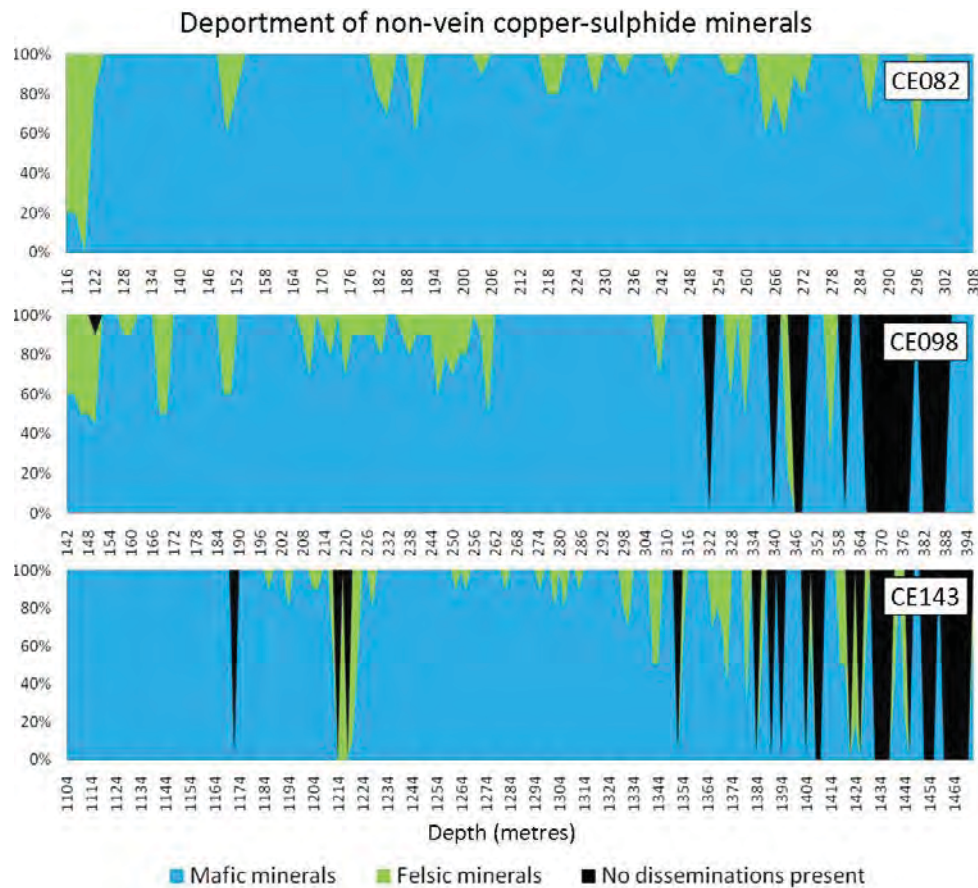 Deportment of non-vein copper-sulphide minerals
100%
80%
60%
40%
20%
0%
CE082
116 122 128 134 140 146 152 158 164 170 176 182 188 194 200 206 212 218 224 230 236 242 248 254 260 266 272 278 284 290 296 302 308
100%
80%
60%
40%
20%
0%
CE098
142 148 154 160 166 172 178 184 190 196 202 208 214 220 226 232 238 244 250 256 262 268 274 280 286 292 298 304 310 316 322 328 334 340 346 352 358 364 370 376 382 388 394
100%
80%
60%
40%
20%
0%
CE143
1104 1114 1124 1134 1144 1154 1164 1174 1184 1194 1204 1214 1224 1234 1244 1254 1264 1274 1284 1294 1304 1314 1324 1334 1344 1354 1364 1374 1384 1394 1404 1414 1424 1434 1444 1454 1464
Depth (metres)
Mafic minerals Felsic minerals No disseminations present